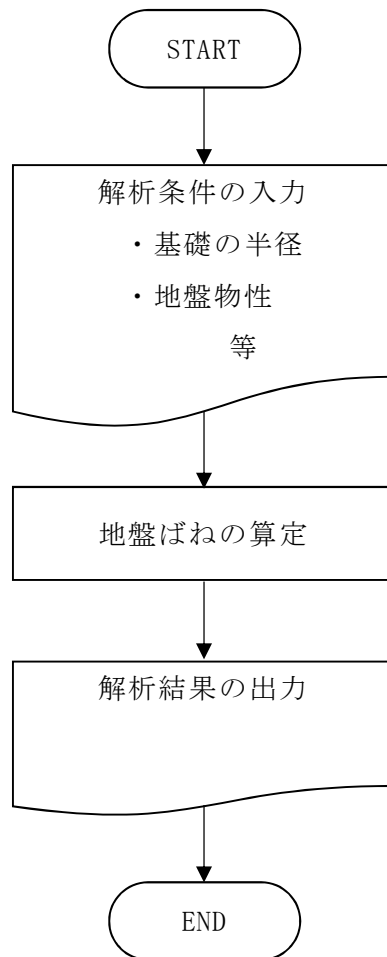 START
解析条件の入力
・基礎の半径
・地盤物性
等
地盤ばねの算定
解析結果の出力
END